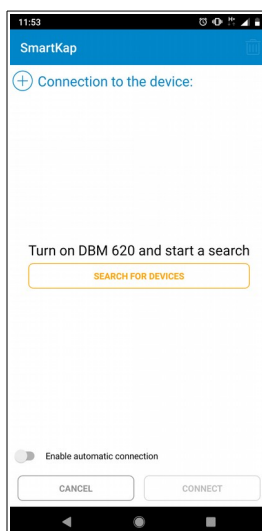 11:53
SmartKap
Connection to the device:
Turn on DBM 620 and start a search
SEARCH FOR DEVICES
Enable automatic connection
CANCEL
CONNECT